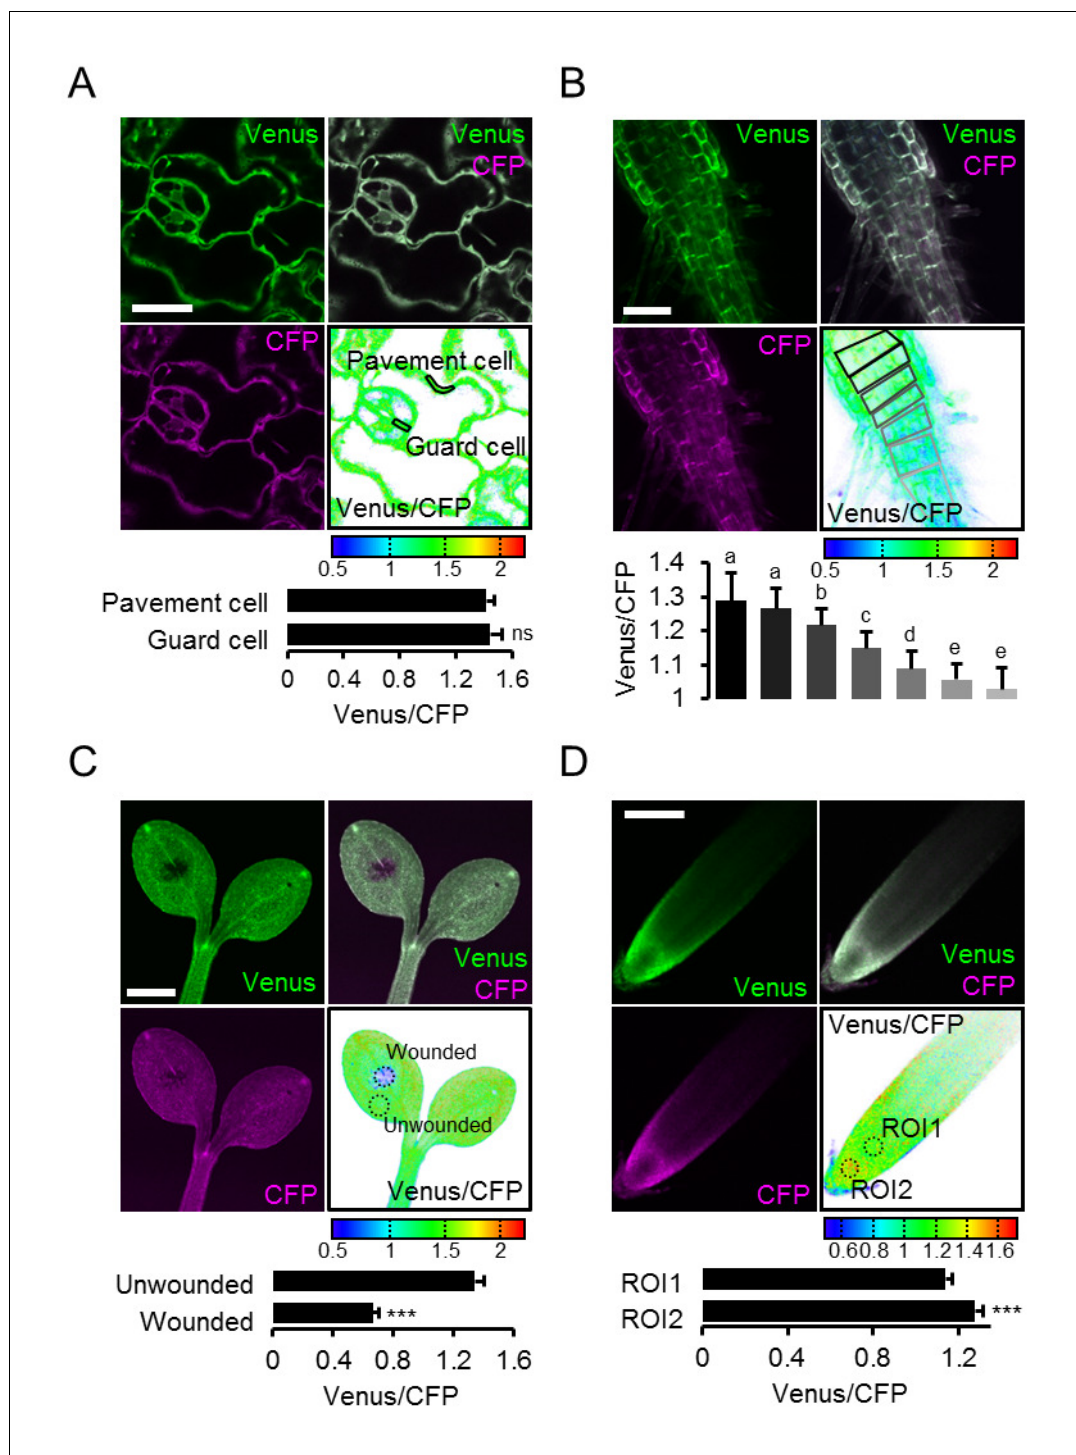 A
Venus
Venus
CFP
CFP
Pavement cell
Guard cell
Venus/CFP
0.5 1 1.5 2
Pavement cell
Guard cell
ns
0 0.4 0.8 1.2 1.6
Venus/CFP
B
Venus
Venus
CFP
CFP
Venus/CFP
0.5 1 1.5 2
Venus/CFP
1.4
1.3
1.2
1.1
1
a a b c d e e
C
Venus
Venus
CFP
CFP
Wounded
Unwounded
Venus/CFP
0.5 1 1.5 2
Unwounded
Wounded
***
0 0.4 0.8 1.2 1.6
Venus/CFP
D
Venus
Venus
CFP
CFP
Venus/CFP
ROI1
ROI2
0.6 0.8 1 1.2 1.4 1.6
ROI1
ROI2
***
0 0.4 0.8 1.2
Venus/CFP